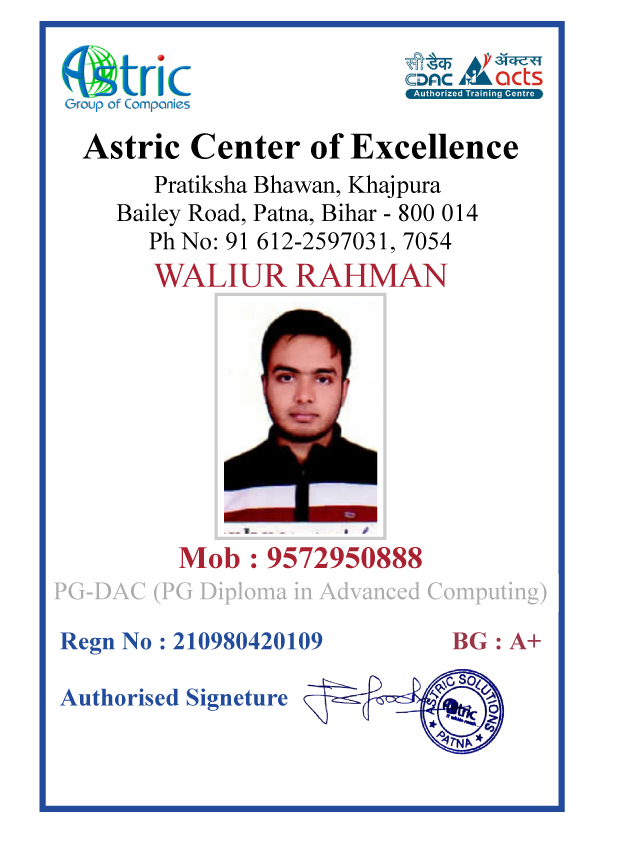 Astric
Group of Companies
सी डैक
CDAC
ॲक्टस
acts
Authorized Training Centre
Astric Center of Excellence
Pratiksha Bhawan, Khajpura
Bailey Road, Patna, Bihar - 800 014
Ph No: 91 612-2597031, 7054
WALIUR RAHMAN
Mob : 9572950888
PG-DAC (PG Diploma in Advanced Computing)
Regn No : 210980420109
BG : A+
Authorised Signeture
ASTRIC SOLUTIONS
Astric
PATNA